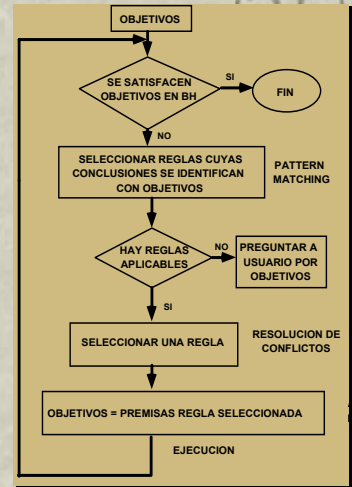 OBJETIVOS
SE SATISFACEN
OBJETIVOS EN BH
SI
FIN
NO
SELECCIONAR REGLAS CUYAS
CONCLUSIONES SE IDENTIFICAN
CON OBJETIVOS
PATTERN
MATCHING
HAY REGLAS
APLICABLES
NO
PREGUNTAR A
USUARIO POR
OBJETIVOS
SI
SELECCIONAR UNA REGLA
RESOLUCION DE
CONFLICTOS
OBJETIVOS = PREMISAS REGLA SELECCIONADA
EJECUCION